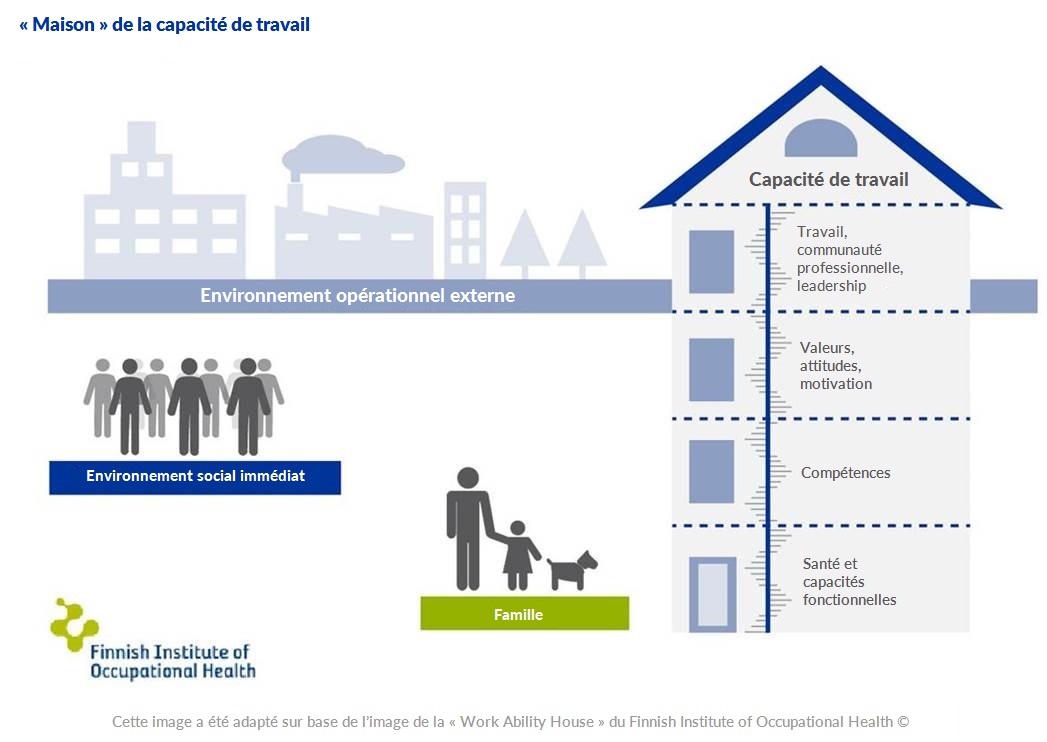 « Maison » de la capacité de travail
Capacité de travail
Travail,
communauté
professionnelle,
leadership
Environnement opérationnel externe
Valeurs,
attitudes,
motivation
Environnement social immédiat
Compétences
Santé et
capacités
fonctionnelles
Famille
Finnish Institute of
Occupational Health
Cette image a été adapté sur base de l’image de la « Work Ability House » du Finnish Institute of Occupational Health ©